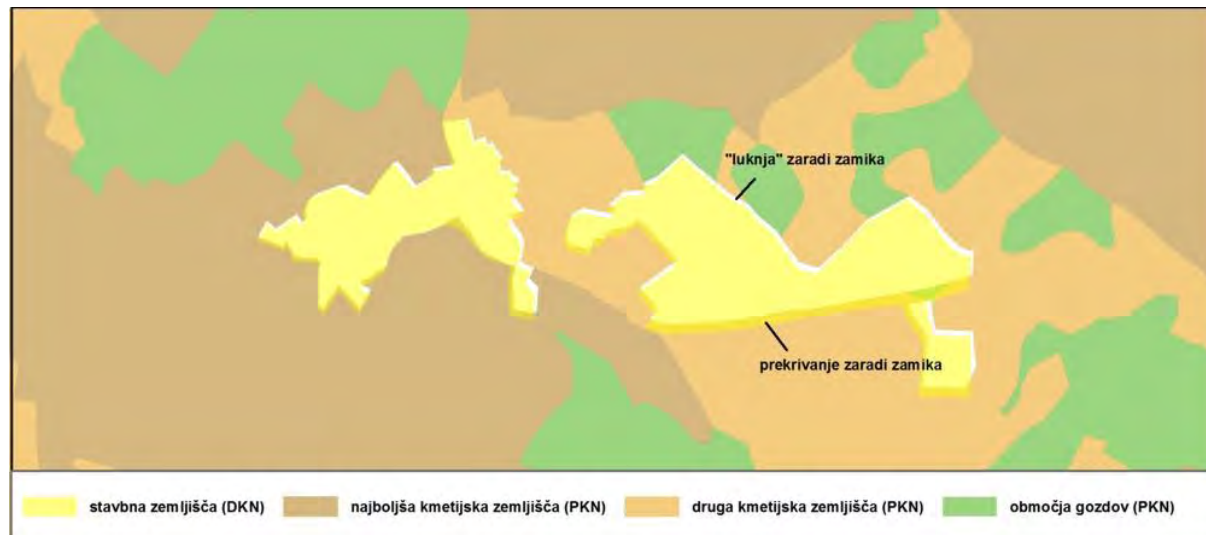 "luknja" zaradi zamika
prekrivanje zaradi zamika
stavbna zemljišča (DKN)
najboljša kmetijska zemljišča (PKN)
druga kmetijska zemljišča (PKN)
območja gozdov (PKN)